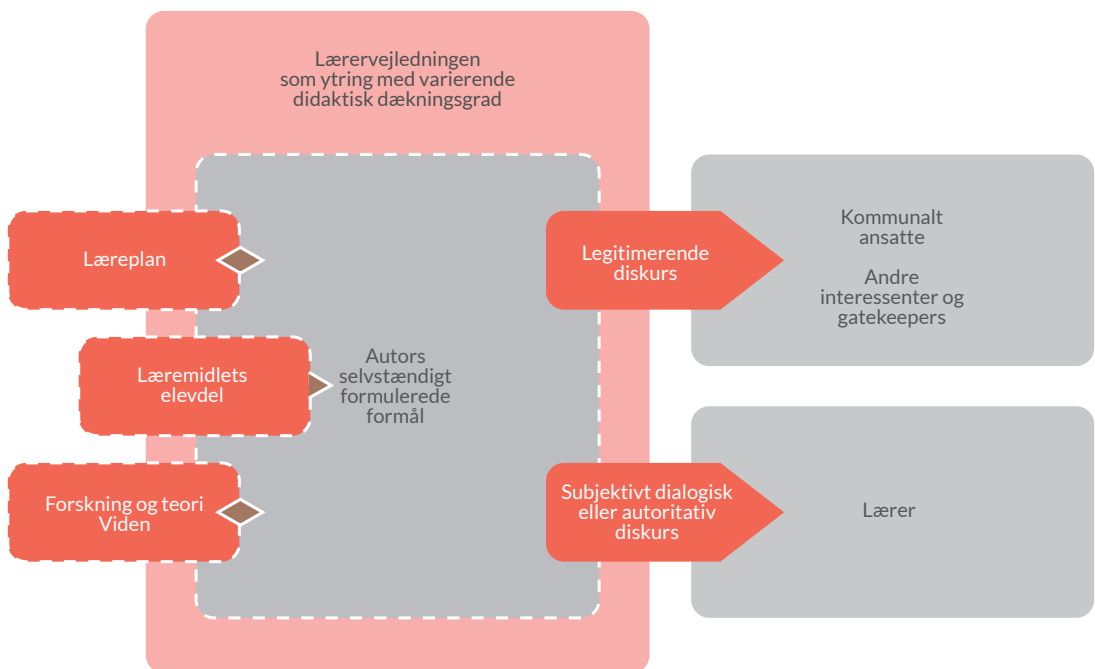 Lærervejledningen
som ytring med varierende
didaktisk dækningsgrad
Læreplan
Læremidlets
elevdel
Forskning og teori
Viden
Autors
selvstændigt
formulerede
formål
Legitimerende
diskurs
Subjektivt dialogisk
eller autoritativ
diskurs
Kommunalt
ansatte
Andre
interessenter og
gatekeepers
Lærer